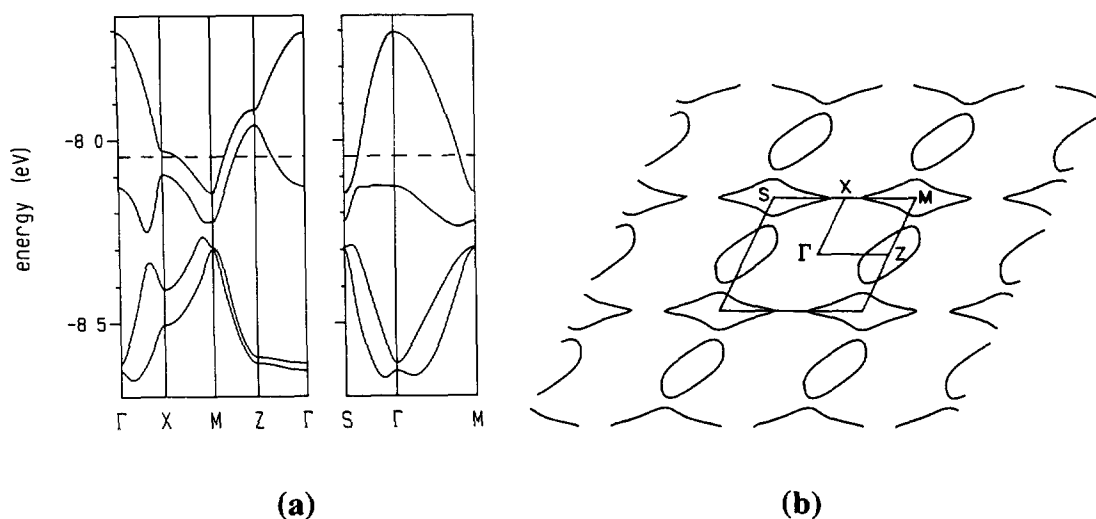 energy (eV)
-8 0
-8 5
Γ X M Z Γ
S Γ M
S X M
Γ Z
(a) (b)